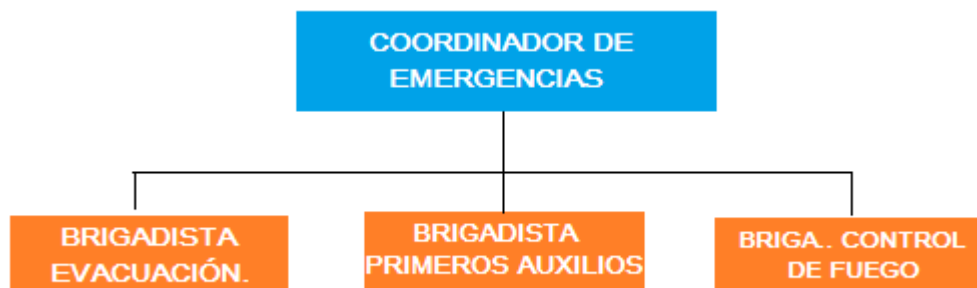 COORDINADOR DE
EMERGENCIAS
BRIGADISTA
EVACUACIÓN.
BRIGADISTA
PRIMEROS AUXILIOS
BRIGA.. CONTROL
DE FUEGO